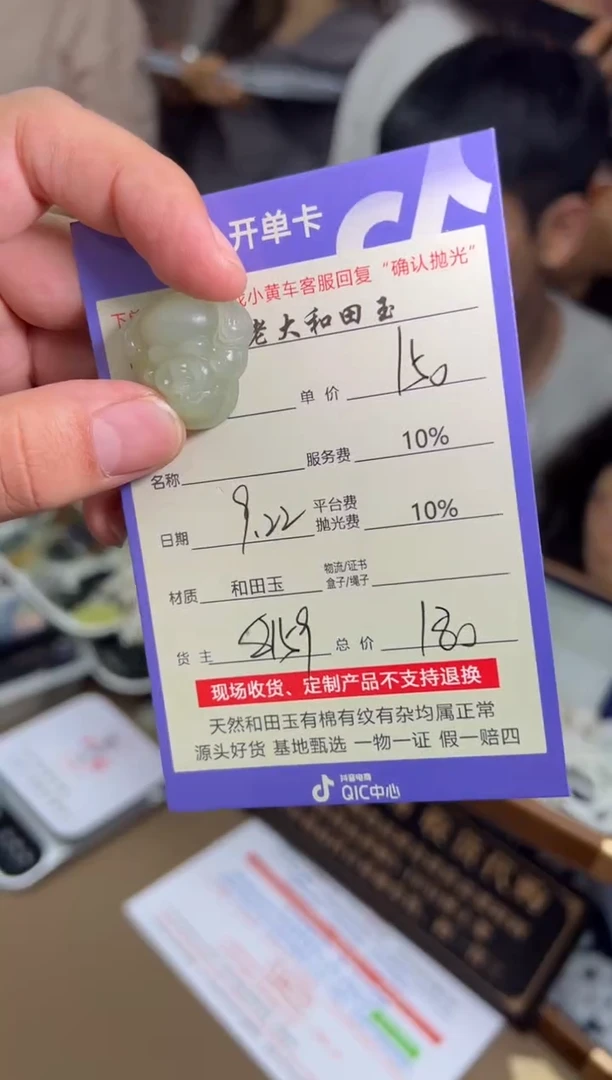 开单卡
小黄车客服回复“确认抛光”
老大和田玉
单价 150
名称 服务费 10%
日期 9.22 平台费 抛光费 10%
材质 和田玉 物流/证书 盒子/绳子
货主 8159 总价 180
现场收货、定制产品不支持退换
天然和田玉有棉有纹有杂均属正常
源头好货 基地甄选 一物一证 假一赔四
抖音电商
QIC中心